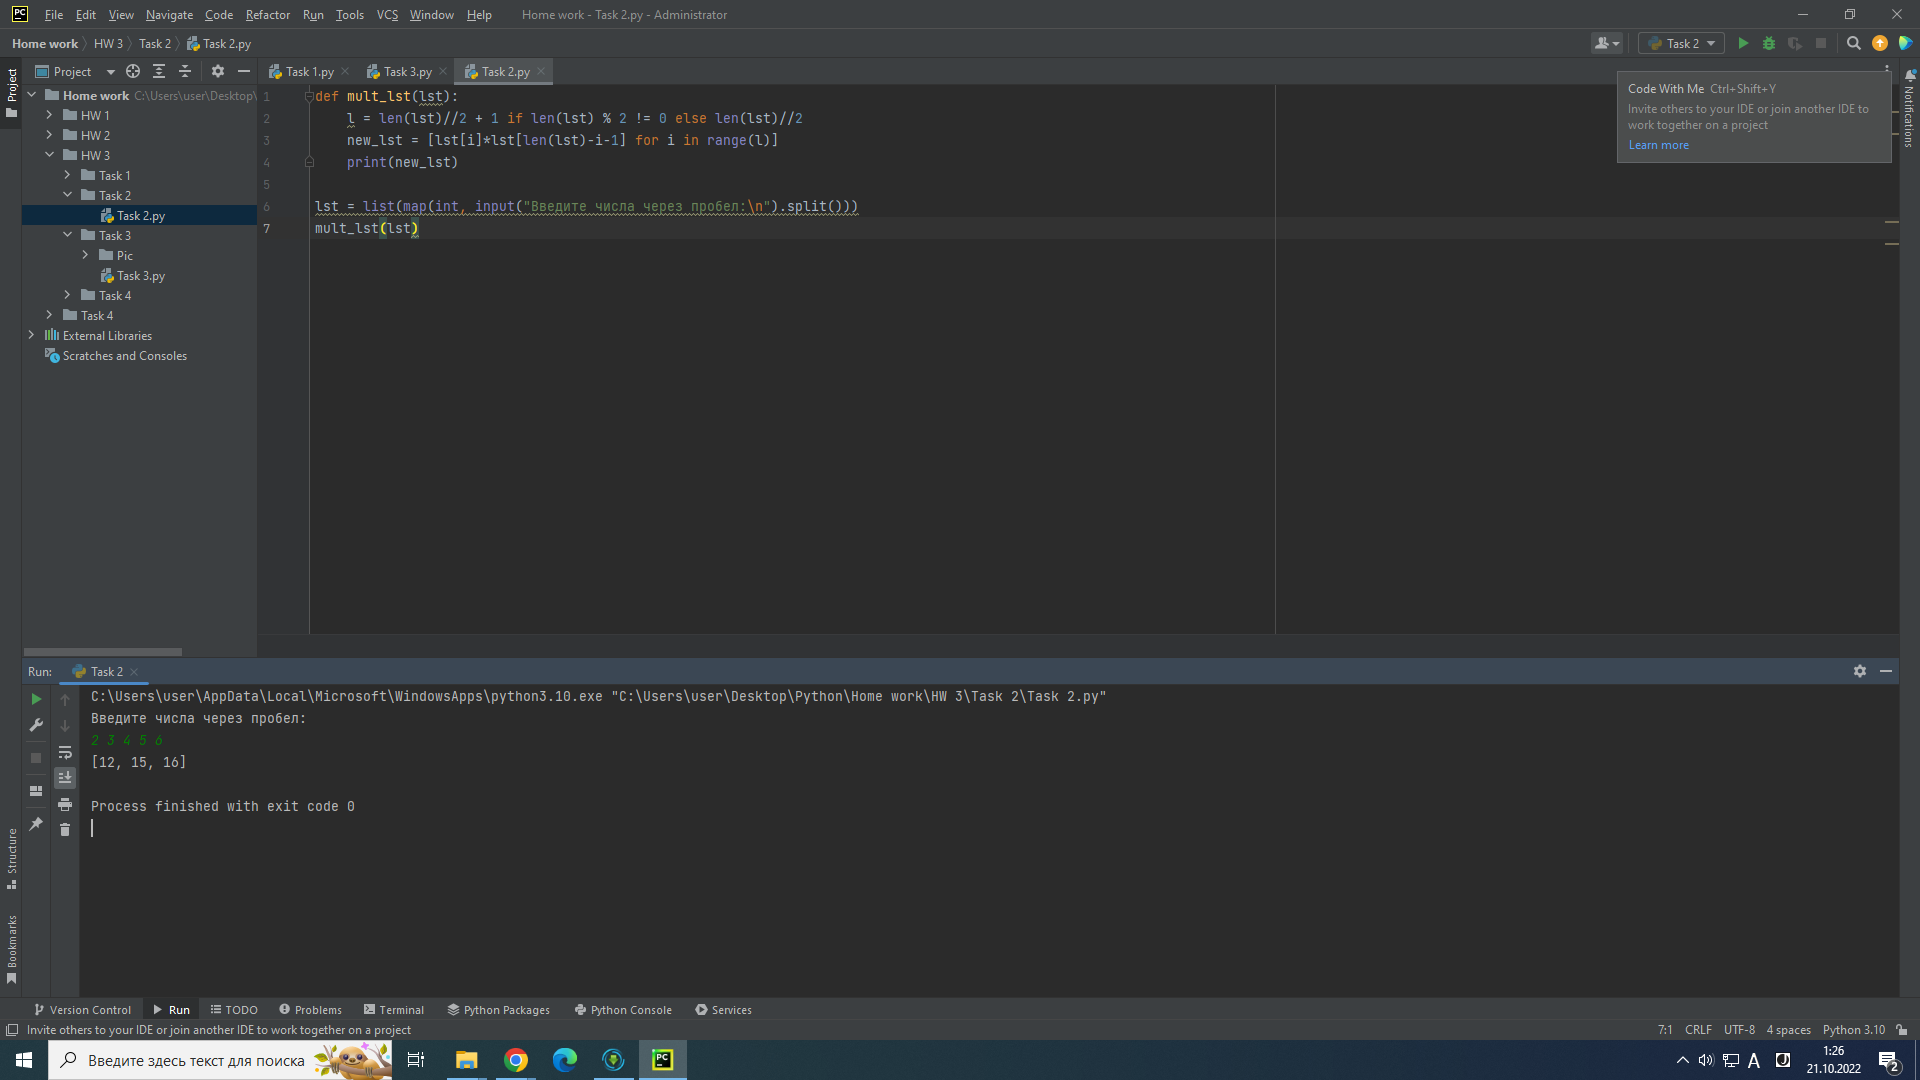 PC File Edit View Navigate Code Refactor Run Tools VCS Window Help Home work - Task 2.py - Administrator
Home work HW 3 Task 2 Task 2.py Task 2
Project Task 1.py Task 3.py Task 2.py
Project
Home work C:\Users\user\Desktop\
HW 1
HW 2
HW 3
Task 1
Task 2
Task 2.py
Task 3
Pic
Task 3.py
Task 4
Task 4
External Libraries
Scratches and Consoles
1 def mult_lst(lst):
2 l = len(lst)//2 + 1 if len(lst) % 2 != 0 else len(lst)//2
3 new_lst = [lst[i]*lst[len(lst)-i-1] for i in range(l)]
4 print(new_lst)
5
6 lst = list(map(int, input("Введите числа через пробел:\n").split()))
7 mult_lst(lst)
Code With Me Ctrl+Shift+Y
Invite others to your IDE or join another IDE to
work together on a project
Learn more
Notifications
Run: Task 2
C:\Users\user\AppData\Local\Microsoft\WindowsApps\python3.10.exe "C:\Users\user\Desktop\Python\Home work\HW 3\Task 2\Task 2.py"
Введите числа через пробел:
2 3 4 5 6
[12, 15, 16]
Process finished with exit code 0
Structure
Bookmarks
Version Control Run TODO Problems Terminal Python Packages Python Console Services
Invite others to your IDE or join another IDE to work together on a project 7:1 CRLF UTF-8 4 spaces Python 3.10
Введите здесь текст для поиска PC A 1:26
21.10.2022 2